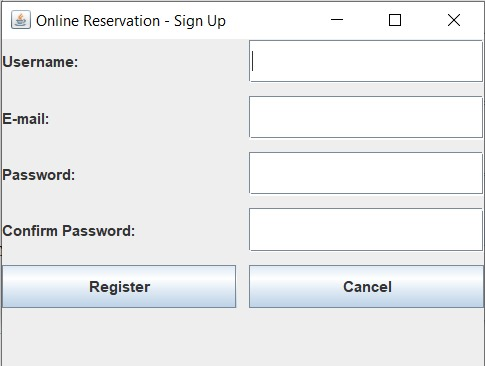 Online Reservation - Sign Up
Username:
E-mail:
Password:
Confirm Password:
Register Cancel